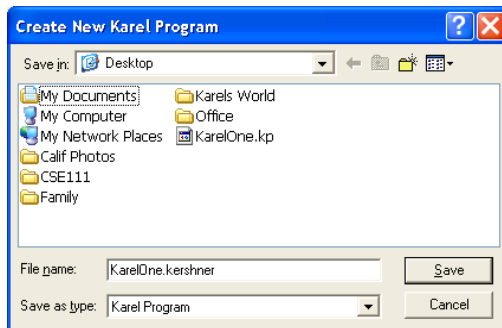 Create New Karel Program
Save in: Desktop
My Documents
My Computer
My Network Places
Calif Photos
CSE111
Family
Karels World
Office
KarelOne.kp
File name: KarelOne.kershner Save
Save as type: Karel Program Cancel